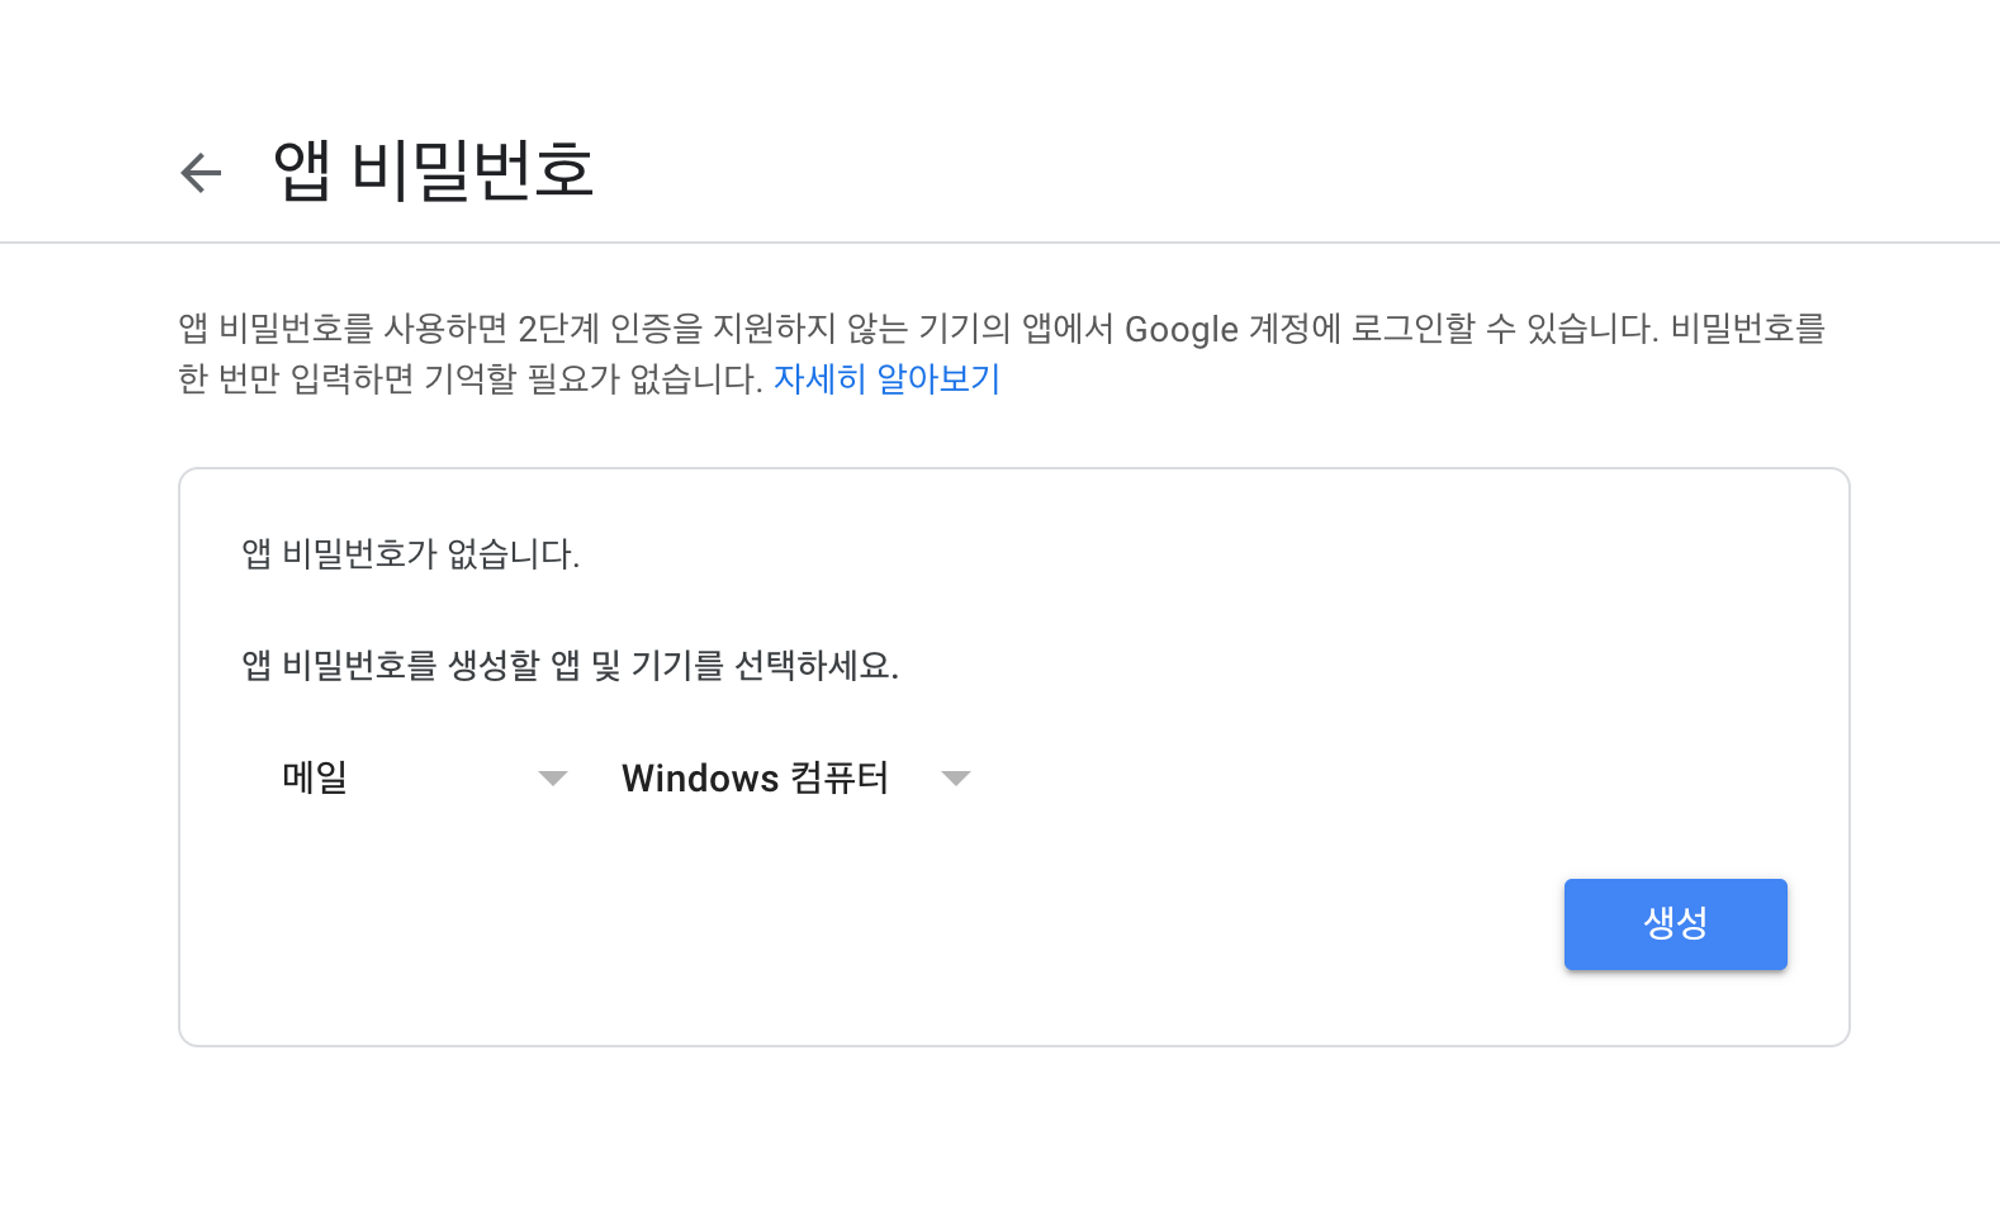 앱 비밀번호
앱 비밀번호를 사용하면 2단계 인증을 지원하지 않는 기기의 앱에서 Google 계정에 로그인할 수 있습니다. 비밀번호를
한 번만 입력하면 기억할 필요가 없습니다. 자세히 알아보기
앱 비밀번호가 없습니다.
앱 비밀번호를 생성할 앱 및 기기를 선택하세요.
메일 Windows 컴퓨터
생성